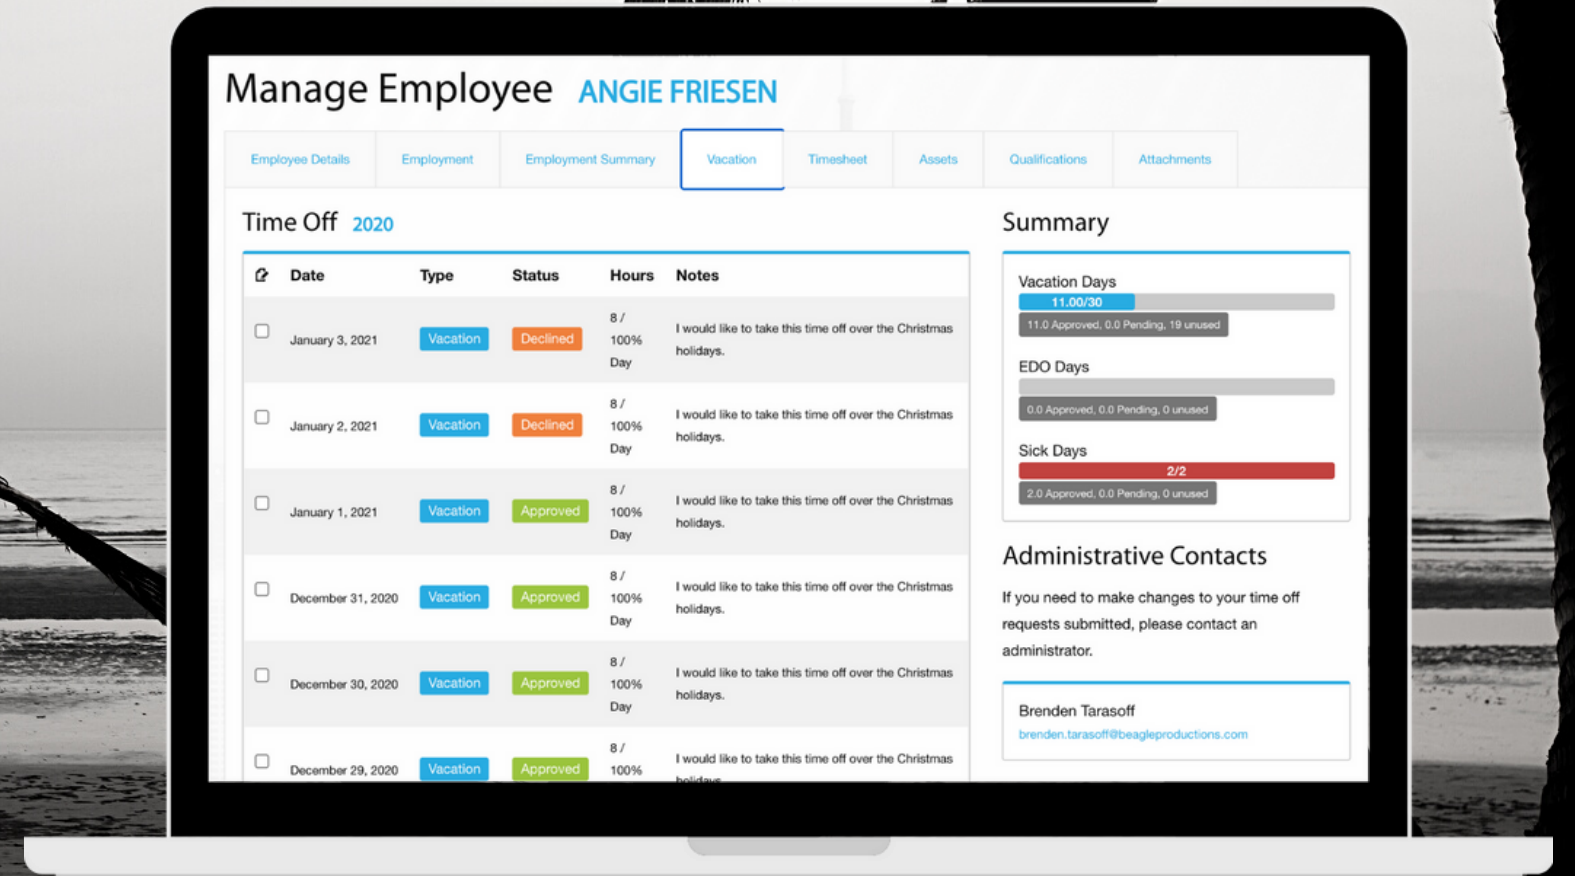 Manage Employee ANGIE FRIESEN
Employee Details Employment Employment Summary Vacation Timesheet Assets Qualifications Attachments
Time Off 2020
Date Type Status Hours Notes
January 3, 2021 Vacation Declined 8 / 100% Day I would like to take this time off over the Christmas holidays.
January 2, 2021 Vacation Declined 8 / 100% Day I would like to take this time off over the Christmas holidays.
January 1, 2021 Vacation Approved 8 / 100% Day I would like to take this time off over the Christmas holidays.
December 31, 2020 Vacation Approved 8 / 100% Day I would like to take this time off over the Christmas holidays.
December 30, 2020 Vacation Approved 8 / 100% Day I would like to take this time off over the Christmas holidays.
December 29, 2020 Vacation Approved 8 / 100% I would like to take this time off over the Christmas holidays.
Summary
Vacation Days
11.00/30
11.0 Approved, 0.0 Pending, 19 unused
EDO Days
0.0 Approved, 0.0 Pending, 0 unused
Sick Days
2/2
2.0 Approved, 0.0 Pending, 0 unused
Administrative Contacts
If you need to make changes to your time off
requests submitted, please contact an
administrator.
Brenden Tarasoff
brenden.tarasoff@beagleproductions.com